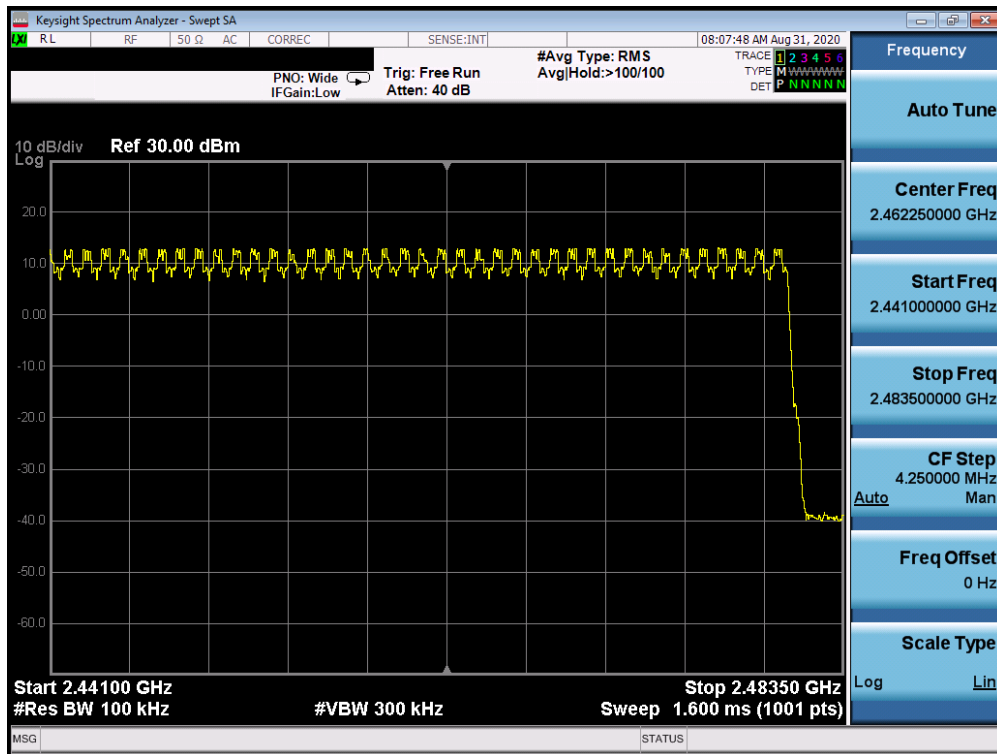 Keysight Spectrum Analyzer - Swept SA
LXI RL RF 50 Ω AC CORREC SENSE:INT 08:07:48 AM Aug 31, 2020
PNO: Wide
IFGain:Low
Trig: Free Run
Atten: 40 dB
#Avg Type: RMS
Avg|Hold:>100/100
TRACE 1 2 3 4 5 6
TYPE M WWWWW
DET P N N N N N
10 dB/div
Log
Ref 30.00 dBm
20.0
10.0
0.00
-10.0
-20.0
-30.0
-40.0
-50.0
-60.0
Start 2.44100 GHz
#Res BW 100 kHz
#VBW 300 kHz
Stop 2.48350 GHz
Sweep 1.600 ms (1001 pts)
MSG
STATUS
Frequency
Auto Tune
Center Freq
2.462250000 GHz
Start Freq
2.441000000 GHz
Stop Freq
2.483500000 GHz
CF Step
4.250000 MHz
Auto Man
Freq Offset
0 Hz
Scale Type
Log Lin